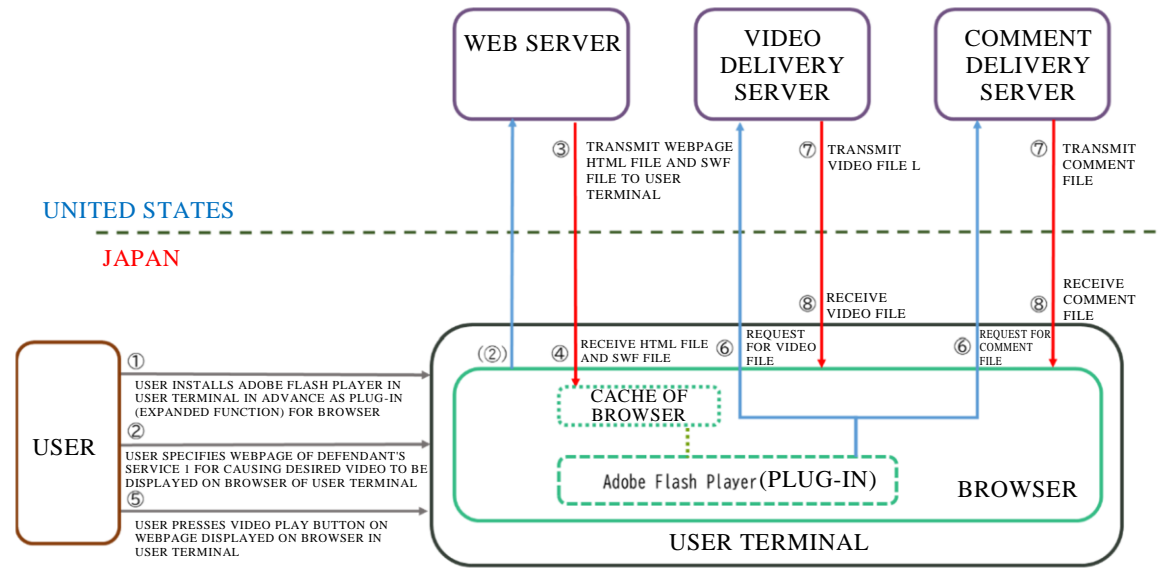 WEB SERVER
VIDEO
DELIVERY
SERVER
COMMENT
DELIVERY
SERVER
③
TRANSMIT WEBPAGE
HTML FILE AND SWF
FILE TO USER
TERMINAL
⑦
TRANSMIT
VIDEO FILE L
⑦
TRANSMIT
COMMENT
FILE
UNITED STATES
JAPAN
(②)
④
RECEIVE HTML FILE
AND SWF FILE
⑥
REQUEST
FOR VIDEO
FILE
⑧
RECEIVE
VIDEO FILE
⑥
REQUEST FOR
COMMENT
FILE
⑧
RECEIVE
COMMENT
FILE
USER
①
USER INSTALLS ADOBE FLASH PLAYER IN
USER TERMINAL IN ADVANCE AS PLUG-IN
(EXPANDED FUNCTION) FOR BROWSER
②
USER SPECIFIES WEBPAGE OF DEFENDANT'S
SERVICE 1 FOR CAUSING DESIRED VIDEO TO BE
DISPLAYED ON BROWSER OF USER TERMINAL
⑤
USER PRESSES VIDEO PLAY BUTTON ON
WEBPAGE DISPLAYED ON BROWSER IN
USER TERMINAL
CACHE OF
BROWSER
Adobe Flash Player(PLUG-IN)
BROWSER
USER TERMINAL